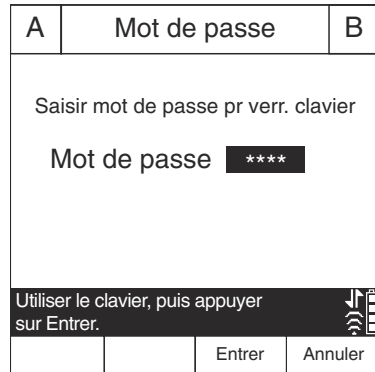 A Mot de passe B
Saisir mot de passe pr verr. clavier
Mot de passe ****
Utiliser le clavier, puis appuyer
sur Entrer.
Entrer Annuler